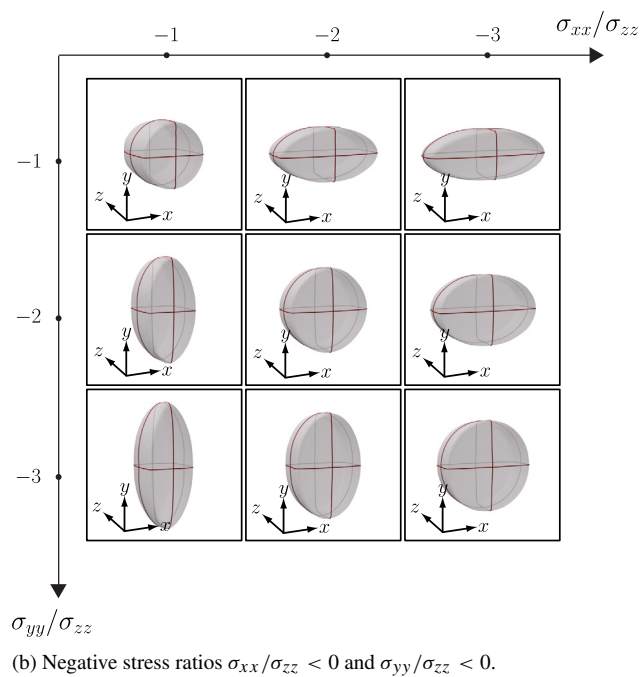 σxx/σzz
−1 −2 −3
−1
y z x y z x y z x
−2
y z x y z x y z x
−3
y z x y z x y z x
σyy/σzz
(b) Negative stress ratios σxx/σzz < 0 and σyy/σzz < 0.